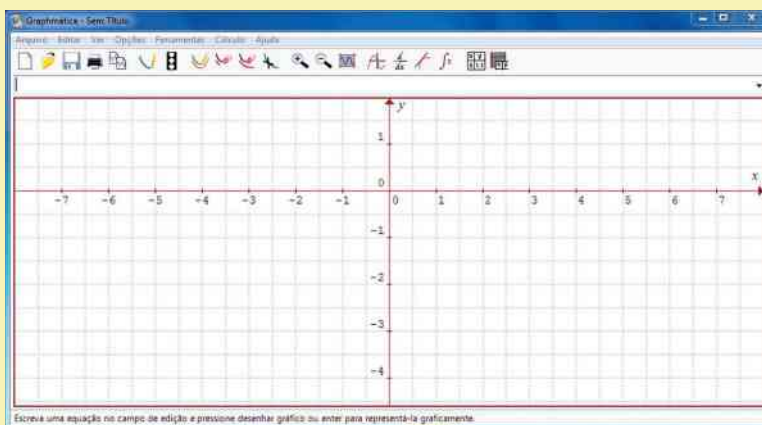 Graphmatica - Sem Título
Arquivo Editar Ver Opções Ferramentas Cálculo Ajuda
y
1
0
x
-7 -6 -5 -4 -3 -2 -1 0 1 2 3 4 5 6 7
-1
-2
-3
-4
Escreva uma equação no campo de edição e pressione desenhar gráfico ou enter para representá-la graficamente.